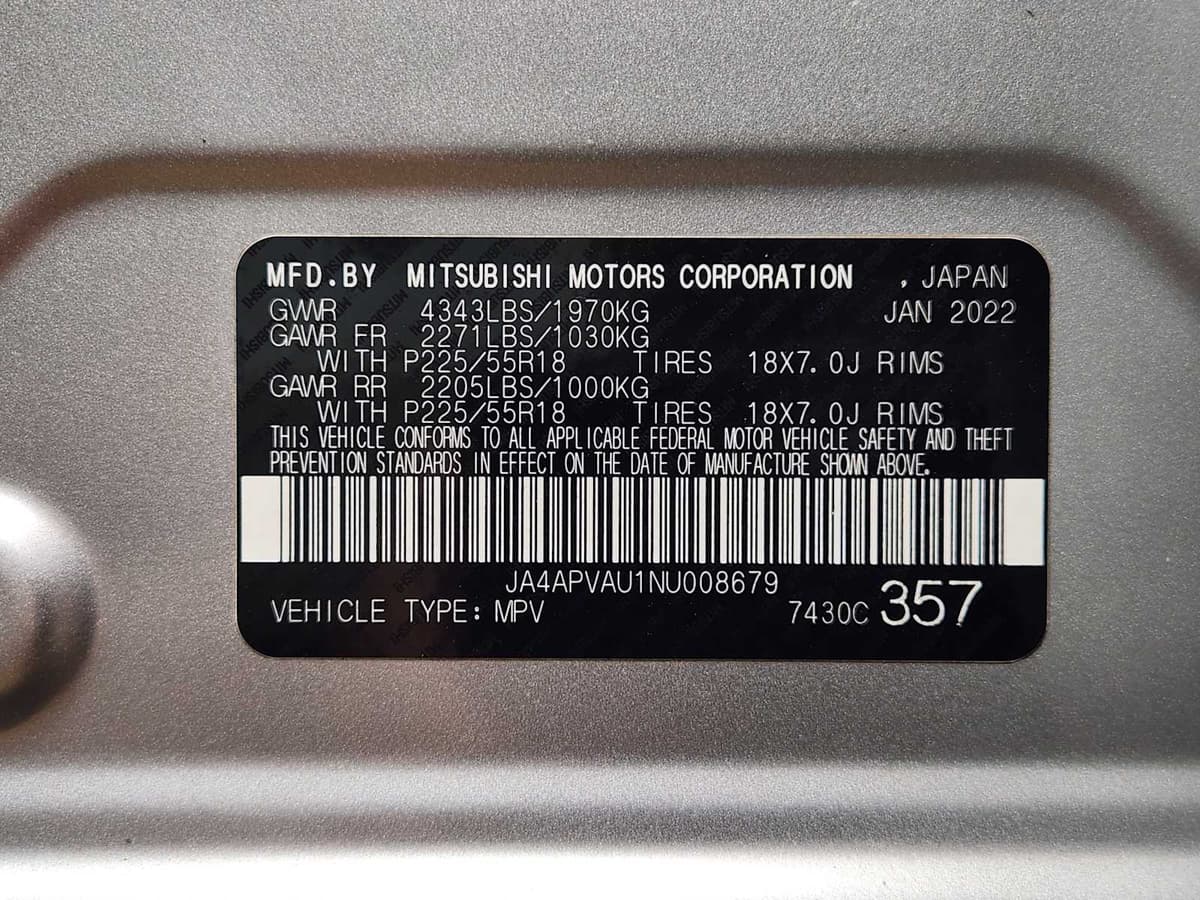 MFD.BY MITSUBISHI MOTORS CORPORATION , JAPAN
GVWR 4343LBS/1970KG JAN 2022
GAWR FR 2271LBS/1030KG
WITH P225/55R18 TIRES 18X7.0J RIMS
GAWR RR 2205LBS/1000KG
WITH P225/55R18 TIRES 18X7.0J RIMS
THIS VEHICLE CONFORMS TO ALL APPLICABLE FEDERAL MOTOR VEHICLE SAFETY AND THEFT
PREVENTION STANDARDS IN EFFECT ON THE DATE OF MANUFACTURE SHOWN ABOVE.
JA4APVAU1NU008679
VEHICLE TYPE: MPV 7430C 357